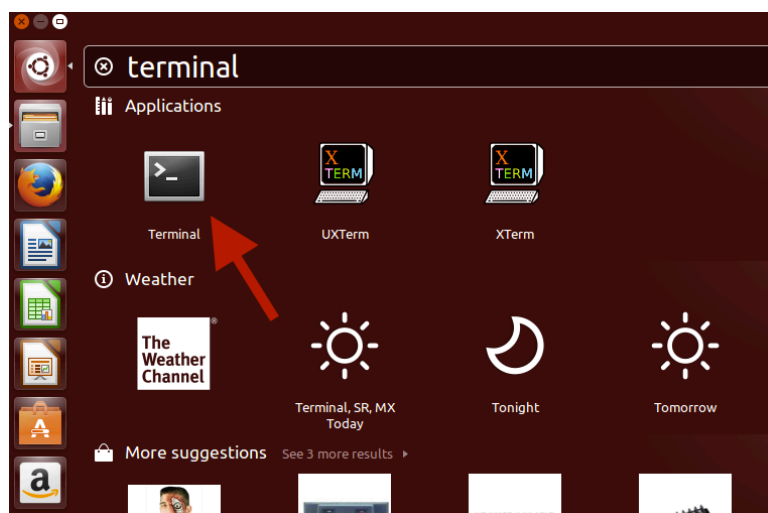 terminal
Applications
X
TERM
X
TERM
Terminal
UXTerm
XTerm
Weather
The
Weather
Channel
Terminal, SR, MX
Today
Tonight
Tomorrow
More suggestions See 3 more results
a